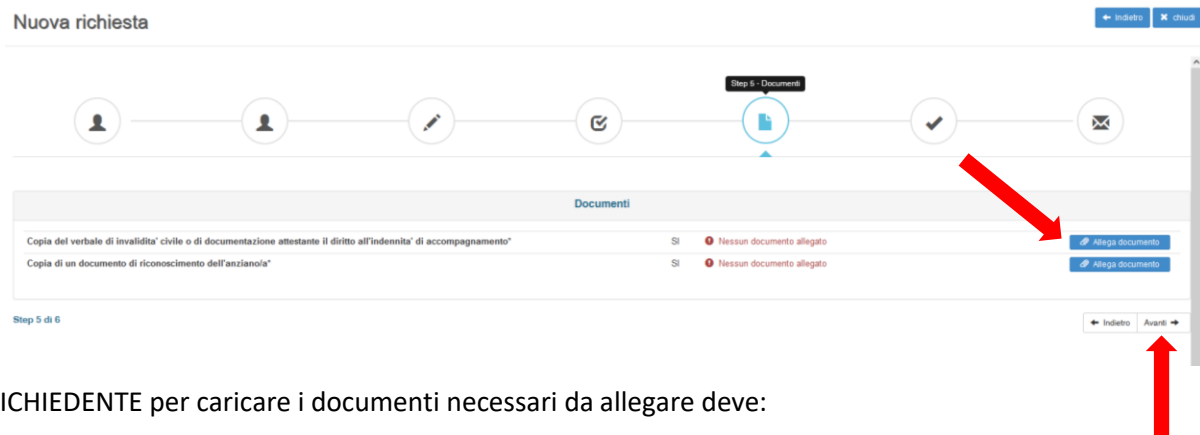 Nuova richiesta
Indietro
chiudi
Step 5 - Documenti
Documenti
Copia del verbale di invalidita' civile o di documentazione attestante il diritto all'indennita' di accompagnamento* SI Nessun documento allegato Allega documento
Copia di un documento di riconoscimento dell'anziano/a* SI Nessun documento allegato Allega documento
Step 5 di 6
Indietro Avanti
ICHIEDENTE per caricare i documenti necessari da allegare deve: